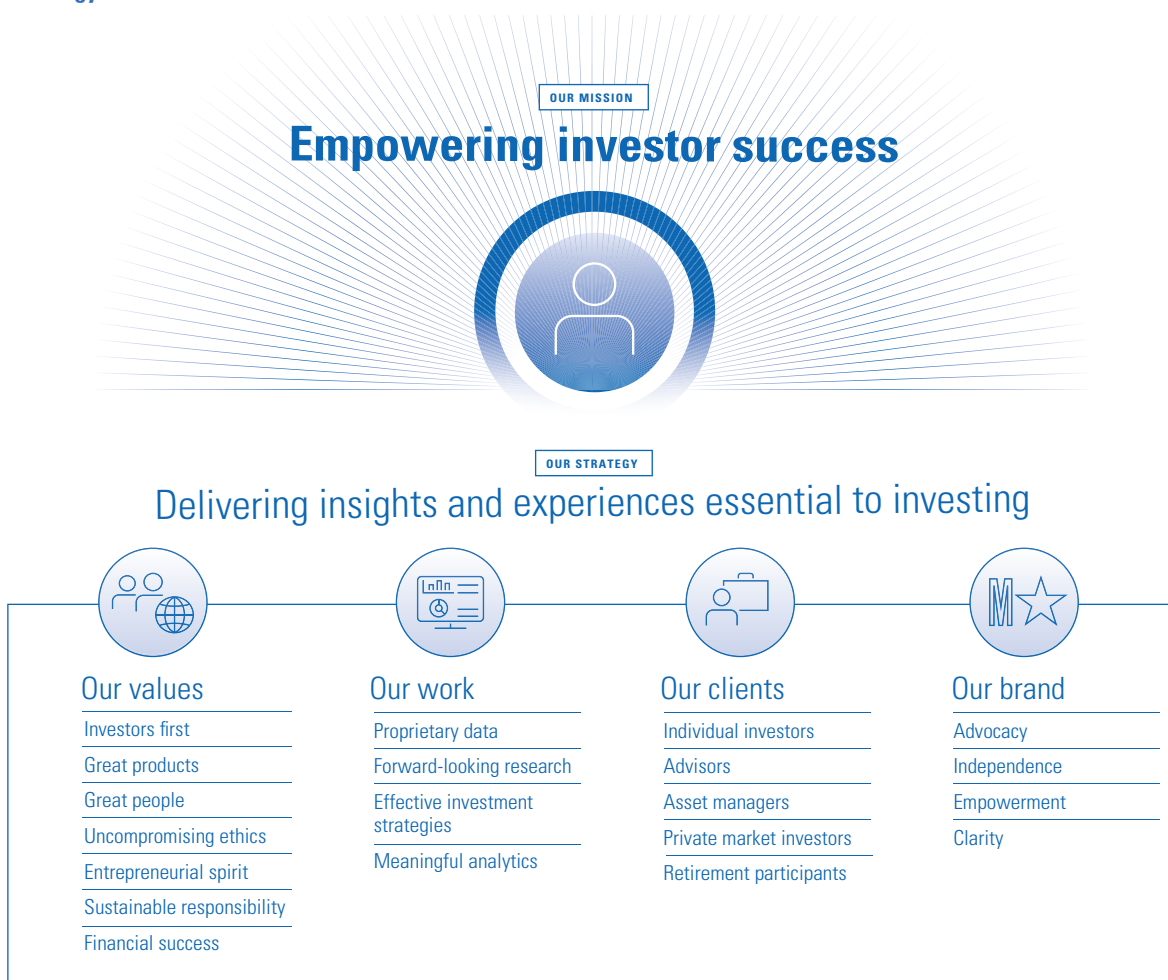 OUR MISSION
Empowering investor success
OUR STRATEGY
Delivering insights and experiences essential to investing
M
Our values
Investors first
Great products
Great people
Uncompromising ethics
Entrepreneurial spirit
Sustainable responsibility
Financial success
Our work
Proprietary data
Forward-looking research
Effective investment
strategies
Meaningful analytics
Our clients
Individual investors
Advisors
Asset managers
Private market investors
Retirement participants
Our brand
Advocacy
Independence
Empowerment
Clarity